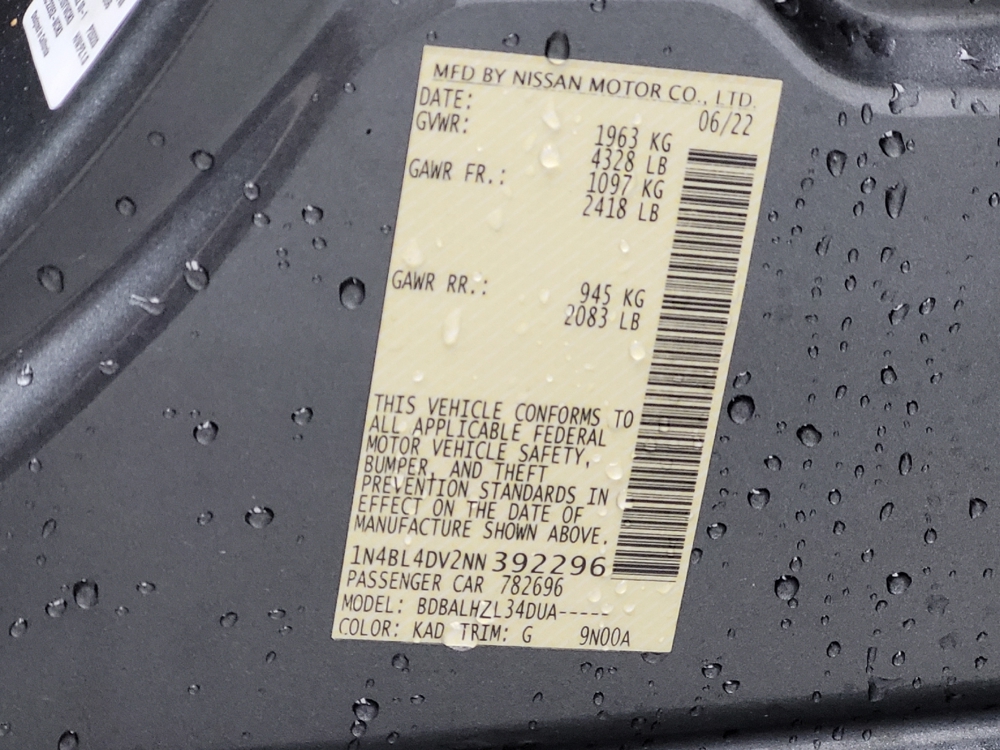 MFD BY NISSAN MOTOR CO., LTD.
DATE: 06/22
GVWR: 1963 KG
4328 LB
GAWR FR.: 1097 KG
2418 LB
GAWR RR.: 945 KG
2083 LB
THIS VEHICLE CONFORMS TO
ALL APPLICABLE FEDERAL
MOTOR VEHICLE SAFETY,
BUMPER, AND THEFT
PREVENTION STANDARDS IN
EFFECT ON THE DATE OF
MANUFACTURE SHOWN ABOVE.
1N4BL4DV2NN392296
PASSENGER CAR 782696
MODEL: BDBALHZL34DUA-----
COLOR: KAD TRIM: G 9N00A